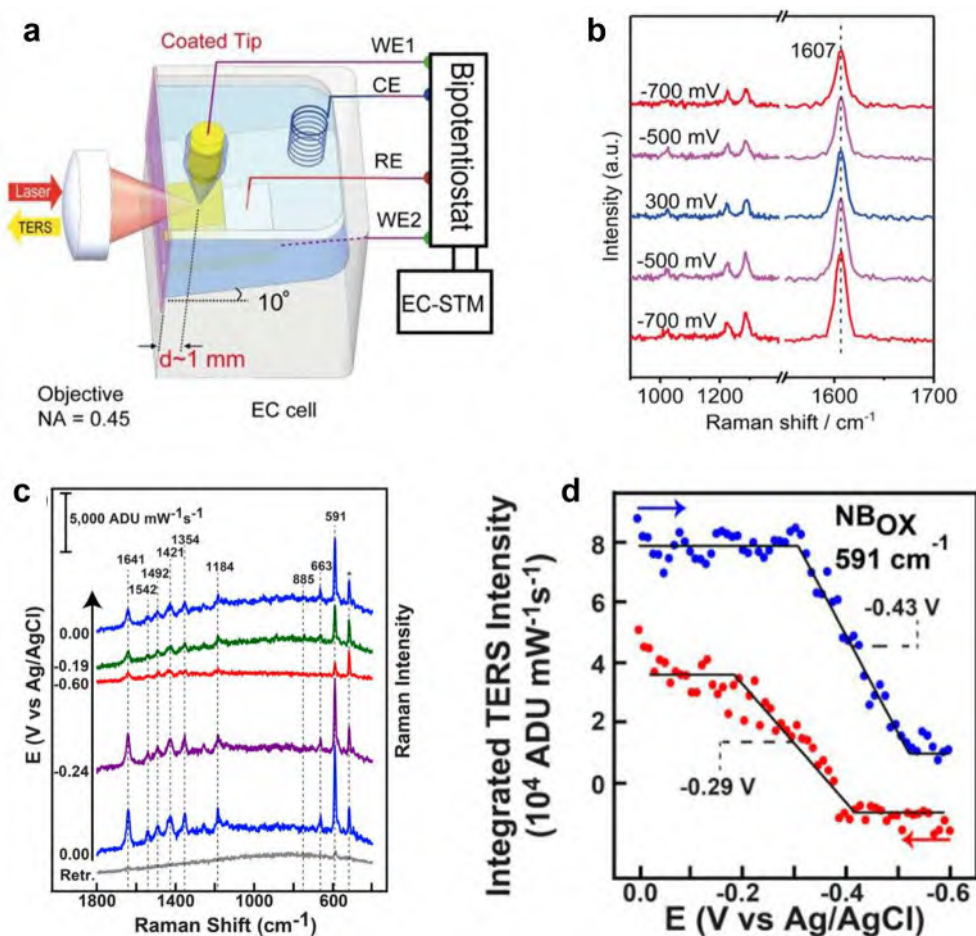 a
Coated Tip
WE1
CE
RE
WE2
Bipotentiostat
EC-STM
Laser
TERS
10°
d~1 mm
Objective
NA = 0.45
EC cell
b
1607
-700 mV
-500 mV
300 mV
-500 mV
-700 mV
Intensity (a.u.)
1000 1200 1600 1700
Raman shift / cm⁻¹
c
5,000 ADU mW⁻¹s⁻¹
1641
1542
1492
1421
1354
1184
885
663
591
*
0.00
-0.19
-0.60
-0.24
0.00
Retr.
E (V vs Ag/AgCl)
Raman Intensity
1800 1400 1000 600
Raman Shift (cm⁻¹)
d
NBOX
591 cm⁻¹
-0.43 V
-0.29 V
8
6
4
2
0
Integrated TERS Intensity
(10⁴ ADU mW⁻¹s⁻¹)
0.0 -0.2 -0.4 -0.6
E (V vs Ag/AgCl)